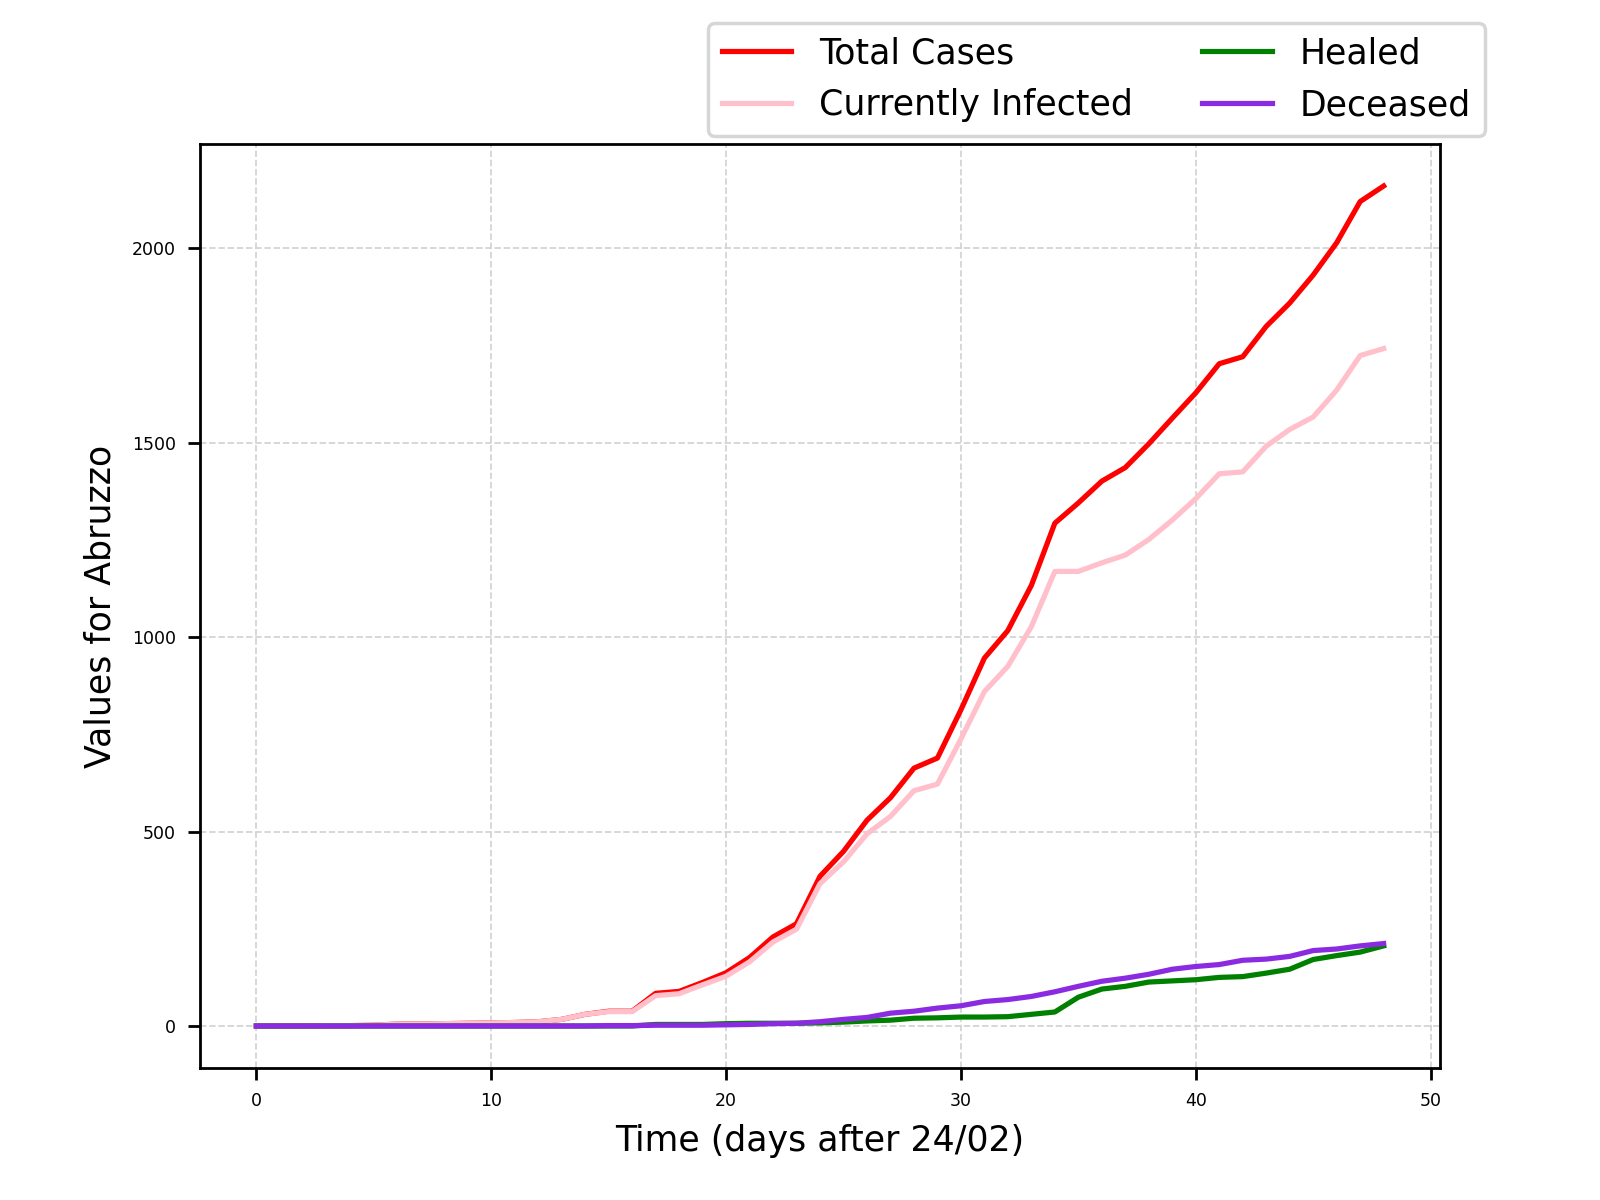 Total Cases Healed
Currently Infected Deceased
2000
1500
1000
500
0
Values for Abruzzo
0 10 20 30 40 50
Time (days after 24/02)